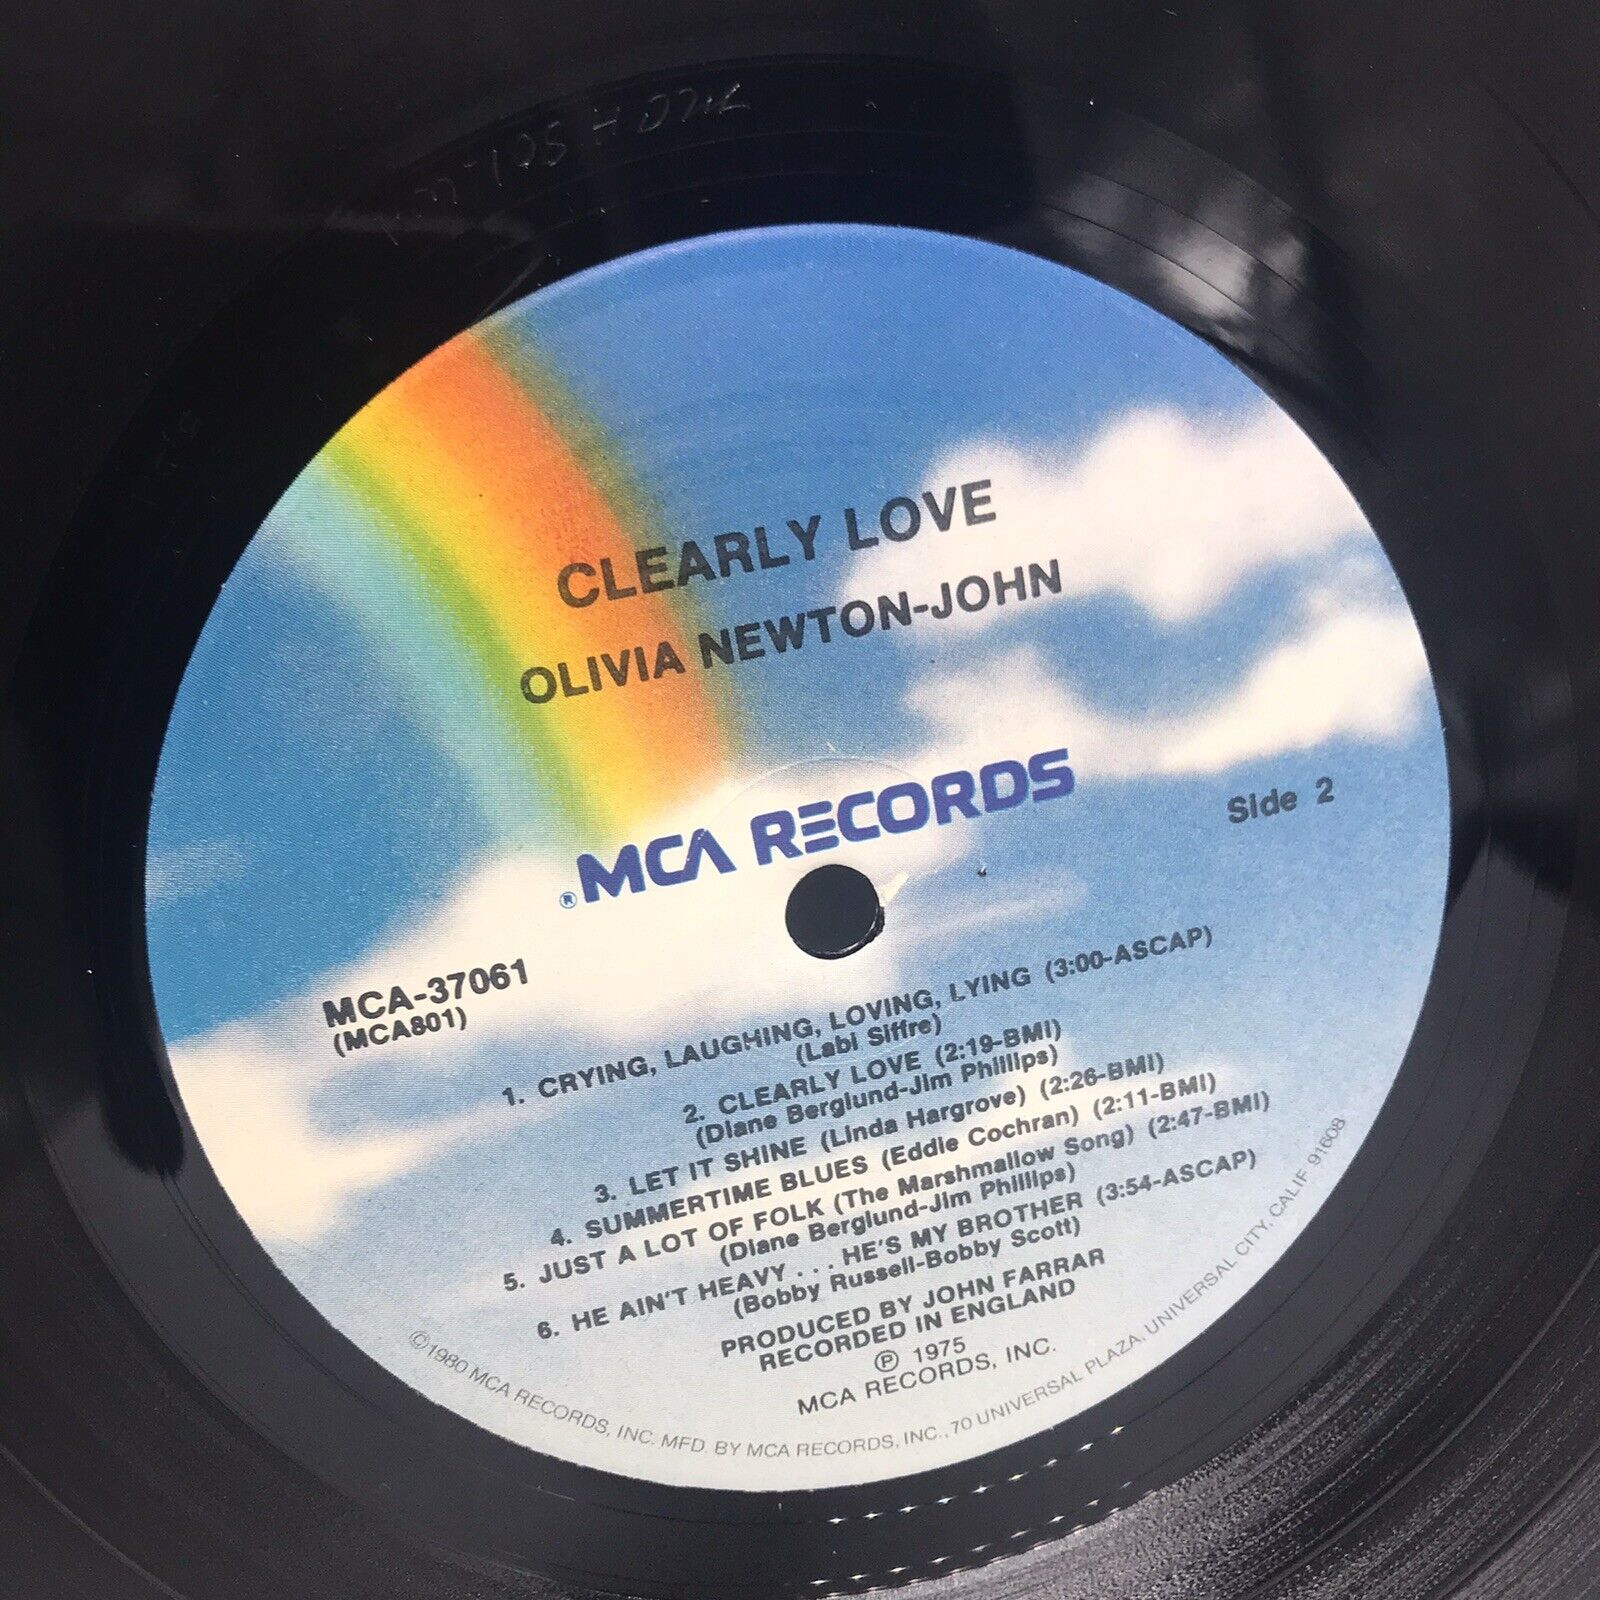 CLEARLY LOVE
OLIVIA NEWTON-JOHN
®MCA RECORDS
Side 2
MCA-37061
(MCA801)
1. CRYING, LAUGHING, LOVING, LYING (3:00-ASCAP)
(Labi Siffre)
2. CLEARLY LOVE (2:19-BMI)
(Diane Berglund-Jim Phillips)
3. LET IT SHINE (Linda Hargrove) (2:26-BMI)
4. SUMMERTIME BLUES (Eddie Cochran) (2:11-BMI)
5. JUST A LOT OF FOLK (The Marshmallow Song) (2:47-BMI)
(Diane Berglund-Jim Phillips)
6. HE AIN'T HEAVY . . . HE'S MY BROTHER (3:54-ASCAP)
(Bobby Russell-Bobby Scott)
PRODUCED BY JOHN FARRAR
RECORDED IN ENGLAND
Ⓟ 1975
MCA RECORDS, INC.
©1980 MCA RECORDS, INC. MFD. BY MCA RECORDS, INC., 70 UNIVERSAL PLAZA, UNIVERSAL CITY, CALIF. 91608